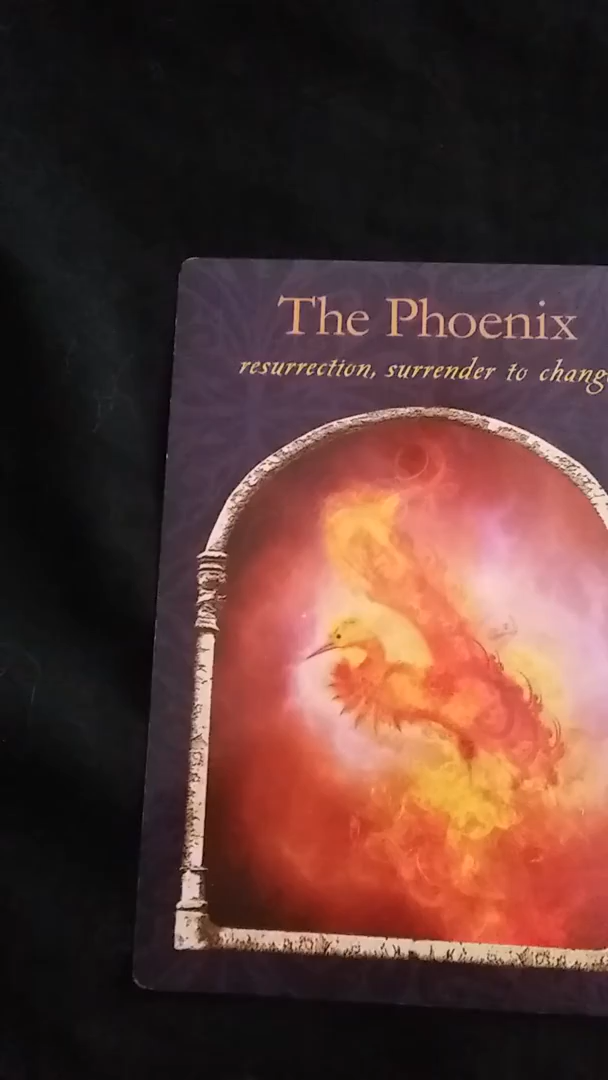 The Phoenix
resurrection, surrender to chang